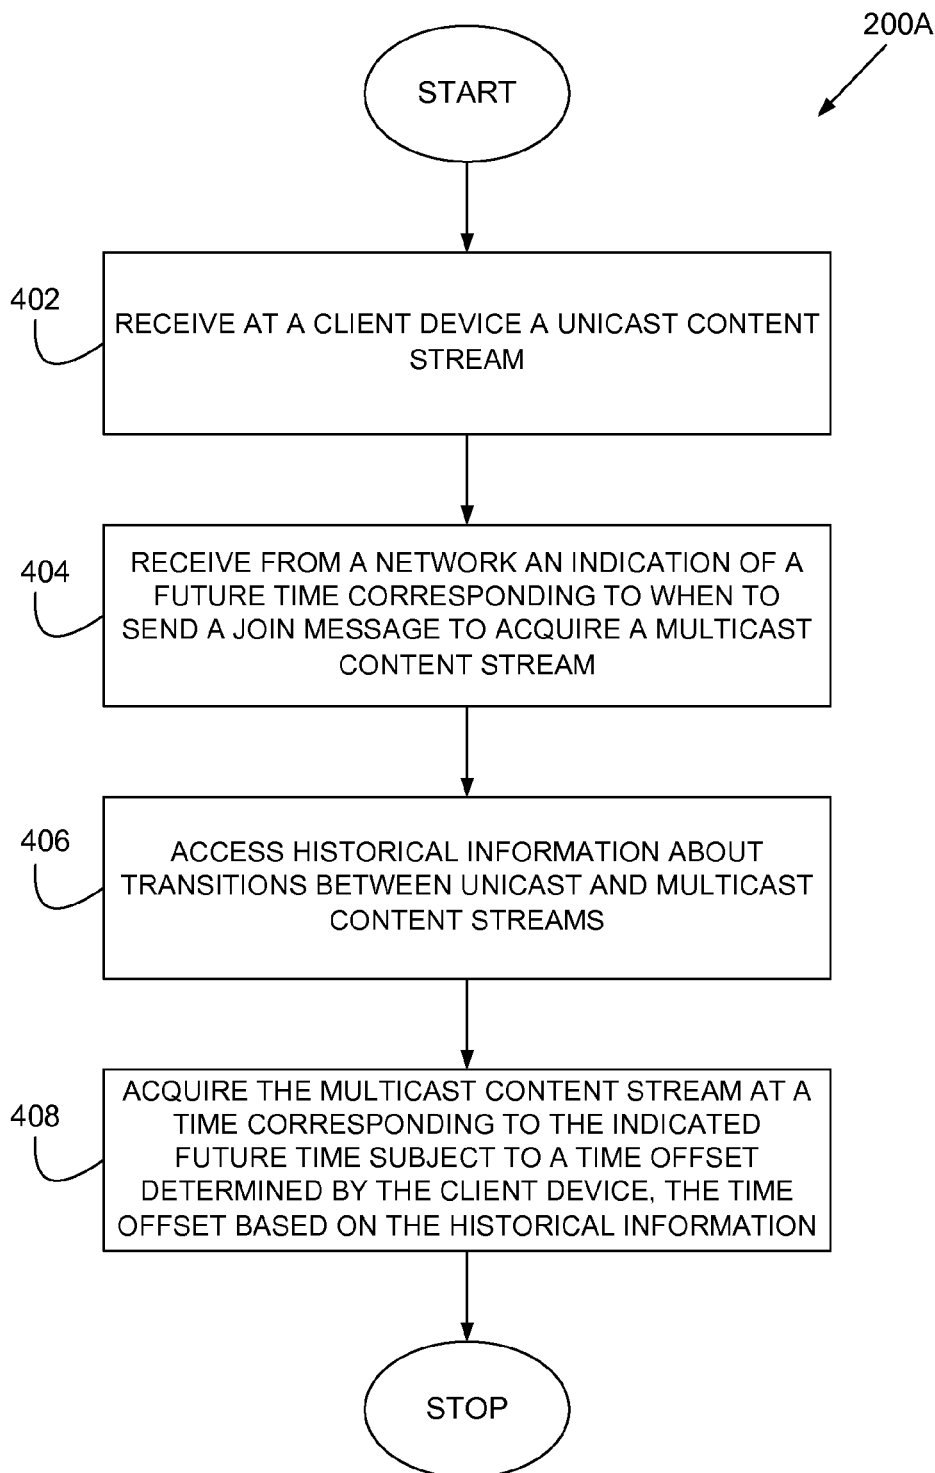 200A
START
402
RECEIVE AT A CLIENT DEVICE A UNICAST CONTENT
STREAM
404
RECEIVE FROM A NETWORK AN INDICATION OF A
FUTURE TIME CORRESPONDING TO WHEN TO
SEND A JOIN MESSAGE TO ACQUIRE A MULTICAST
CONTENT STREAM
406
ACCESS HISTORICAL INFORMATION ABOUT
TRANSITIONS BETWEEN UNICAST AND MULTICAST
CONTENT STREAMS
408
ACQUIRE THE MULTICAST CONTENT STREAM AT A
TIME CORRESPONDING TO THE INDICATED
FUTURE TIME SUBJECT TO A TIME OFFSET
DETERMINED BY THE CLIENT DEVICE, THE TIME
OFFSET BASED ON THE HISTORICAL INFORMATION
STOP